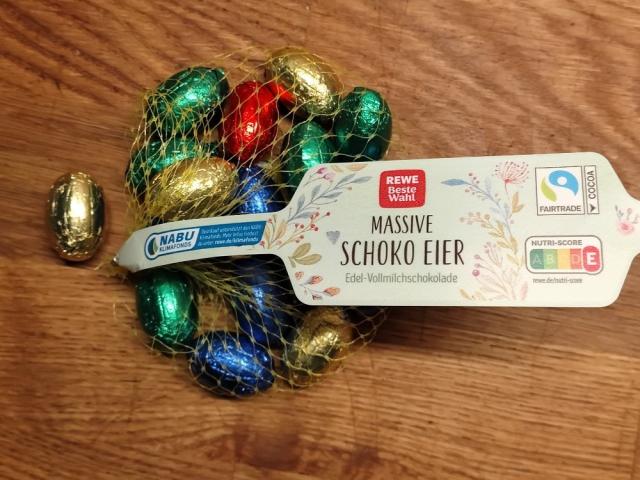 REWE
Beste
Wahl
MASSIVE
SCHOKO EIER
Edel-Vollmilchschokolade
FAIRTRADE
COCOA
NUTRI-SCORE
A B C D E
rewe.de/nutri-score
NABU
KLIMAFONDS